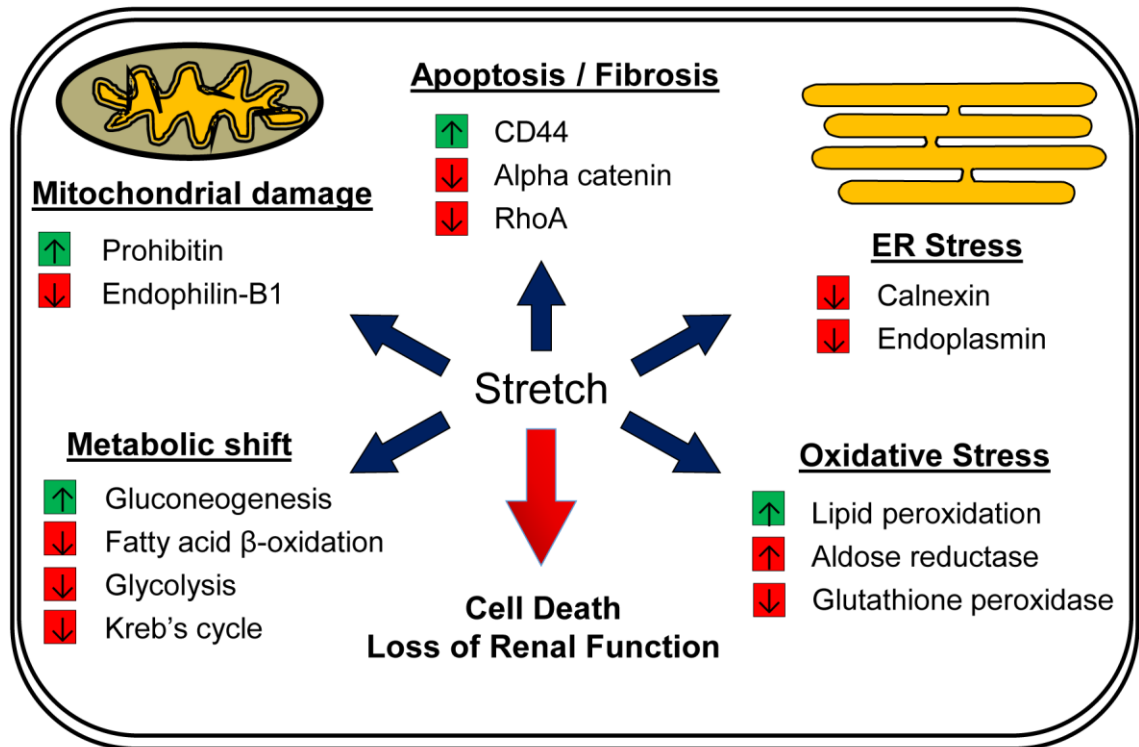 Apoptosis / Fibrosis
↑ CD44
↓ Alpha catenin
↓ RhoA
Mitochondrial damage
↑ Prohibitin
↓ Endophilin-B1
ER Stress
↓ Calnexin
↓ Endoplasmin
Stretch
Metabolic shift
↑ Gluconeogenesis
↓ Fatty acid β-oxidation
↓ Glycolysis
↓ Kreb's cycle
Oxidative Stress
↑ Lipid peroxidation
↑ Aldose reductase
↓ Glutathione peroxidase
Cell Death
Loss of Renal Function